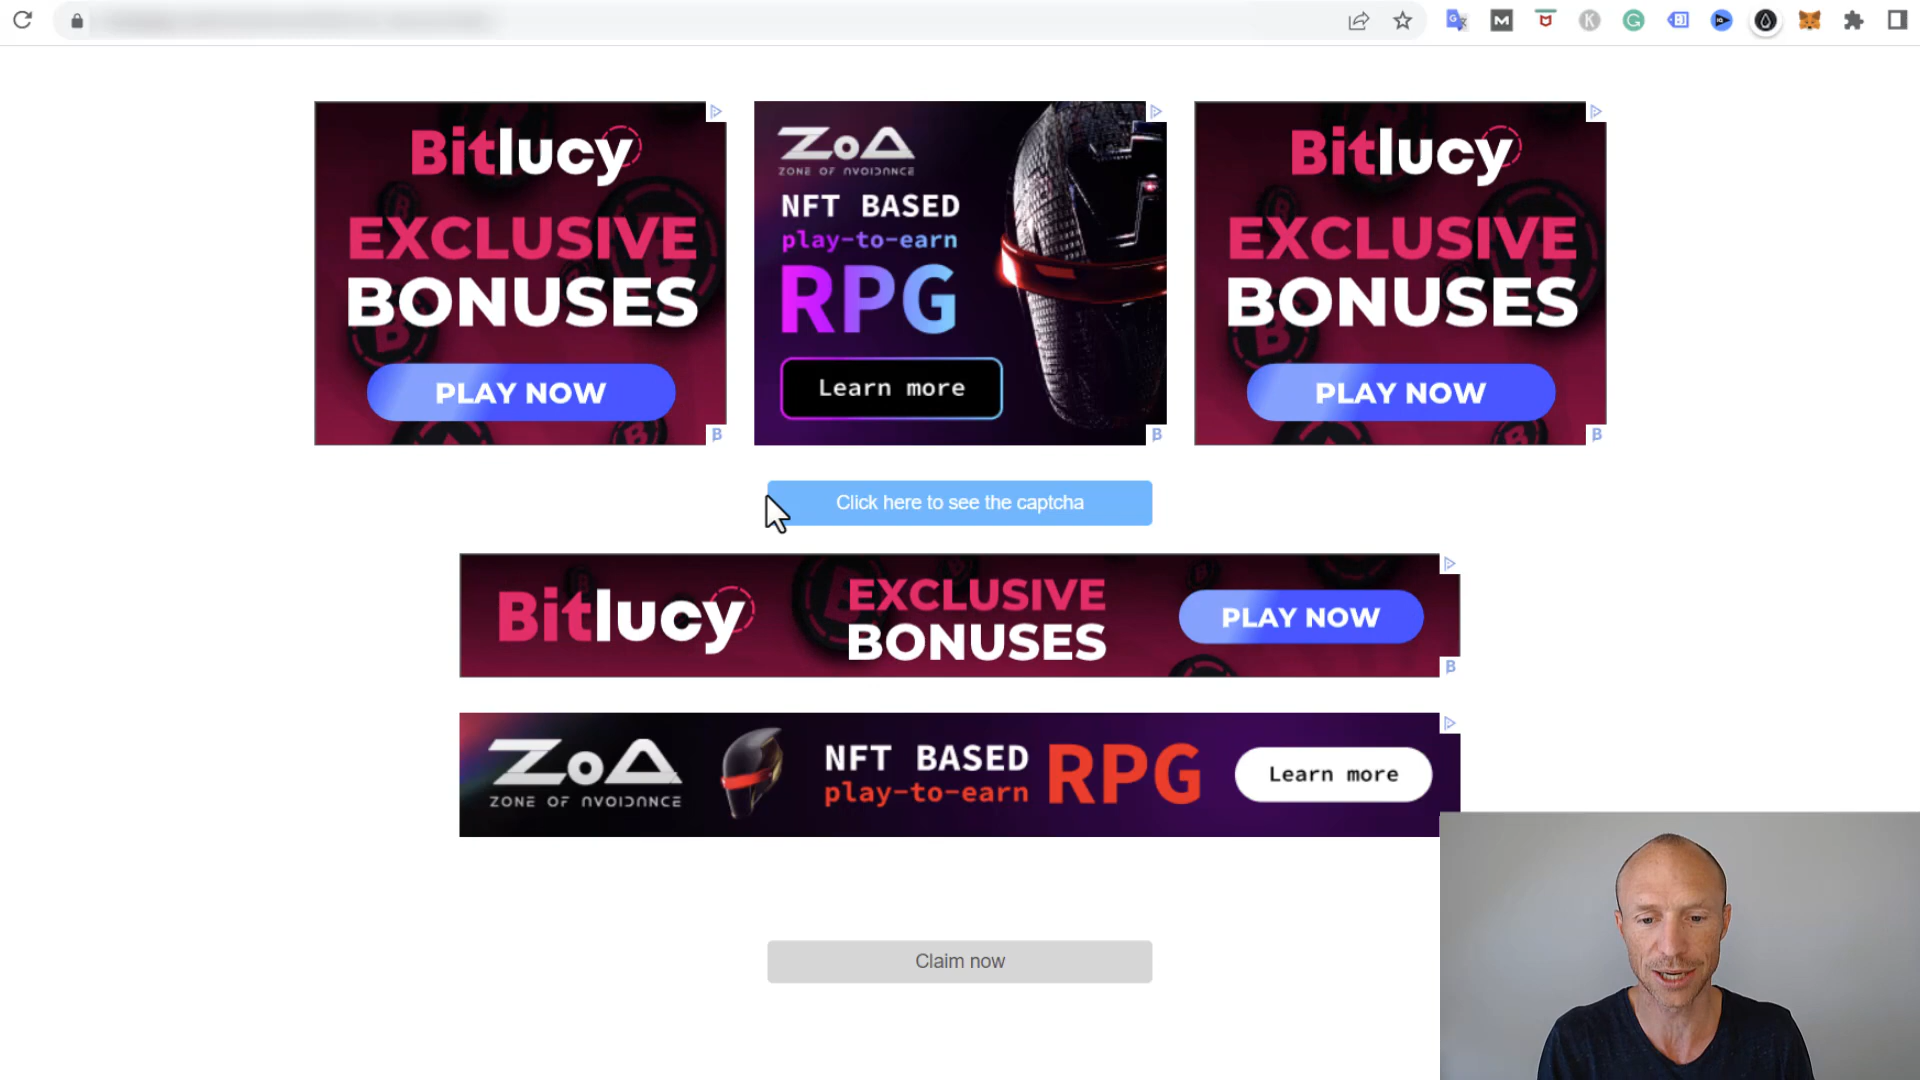 Bitlucy
EXCLUSIVE
BONUSES
PLAY NOW
ZoA
ZONE OF AVOIDANCE
NFT BASED
play-to-earn
RPG
Learn more
Bitlucy
EXCLUSIVE
BONUSES
PLAY NOW
Click here to see the captcha
Bitlucy
EXCLUSIVE
BONUSES
PLAY NOW
ZoA
ZONE OF AVOIDANCE
NFT BASED
play-to-earn
RPG
Learn more
Claim now